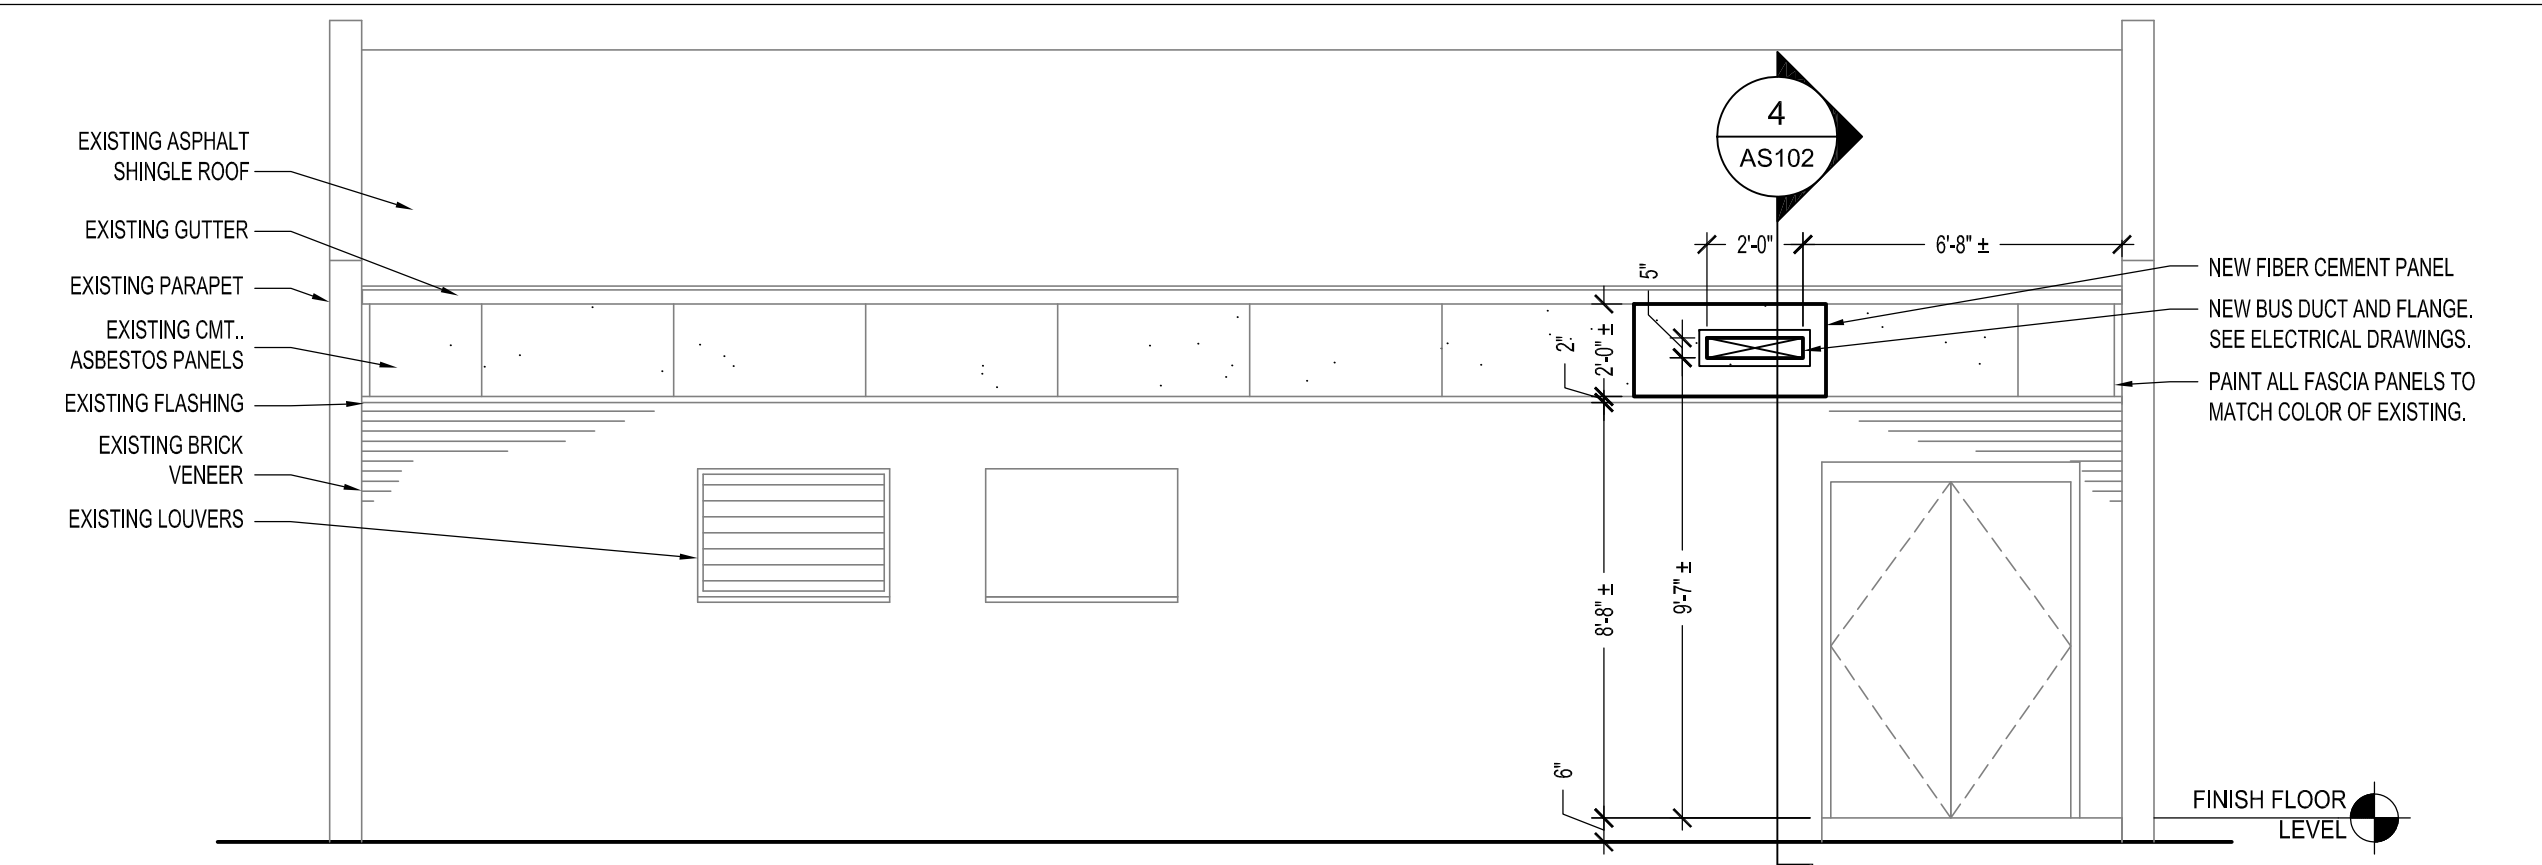 EXISTING ASPHALT
SHINGLE ROOF
EXISTING GUTTER
EXISTING PARAPET
EXISTING CMT..
ASBESTOS PANELS
EXISTING FLASHING
EXISTING BRICK
VENEER
EXISTING LOUVERS
4
AS102
2'-0"
6'-8" ±
5"
2"
2'-0" ±
8'-8" ±
9'-7" ±
6"
NEW FIBER CEMENT PANEL
NEW BUS DUCT AND FLANGE.
SEE ELECTRICAL DRAWINGS.
PAINT ALL FASCIA PANELS TO
MATCH COLOR OF EXISTING.
FINISH FLOOR
LEVEL